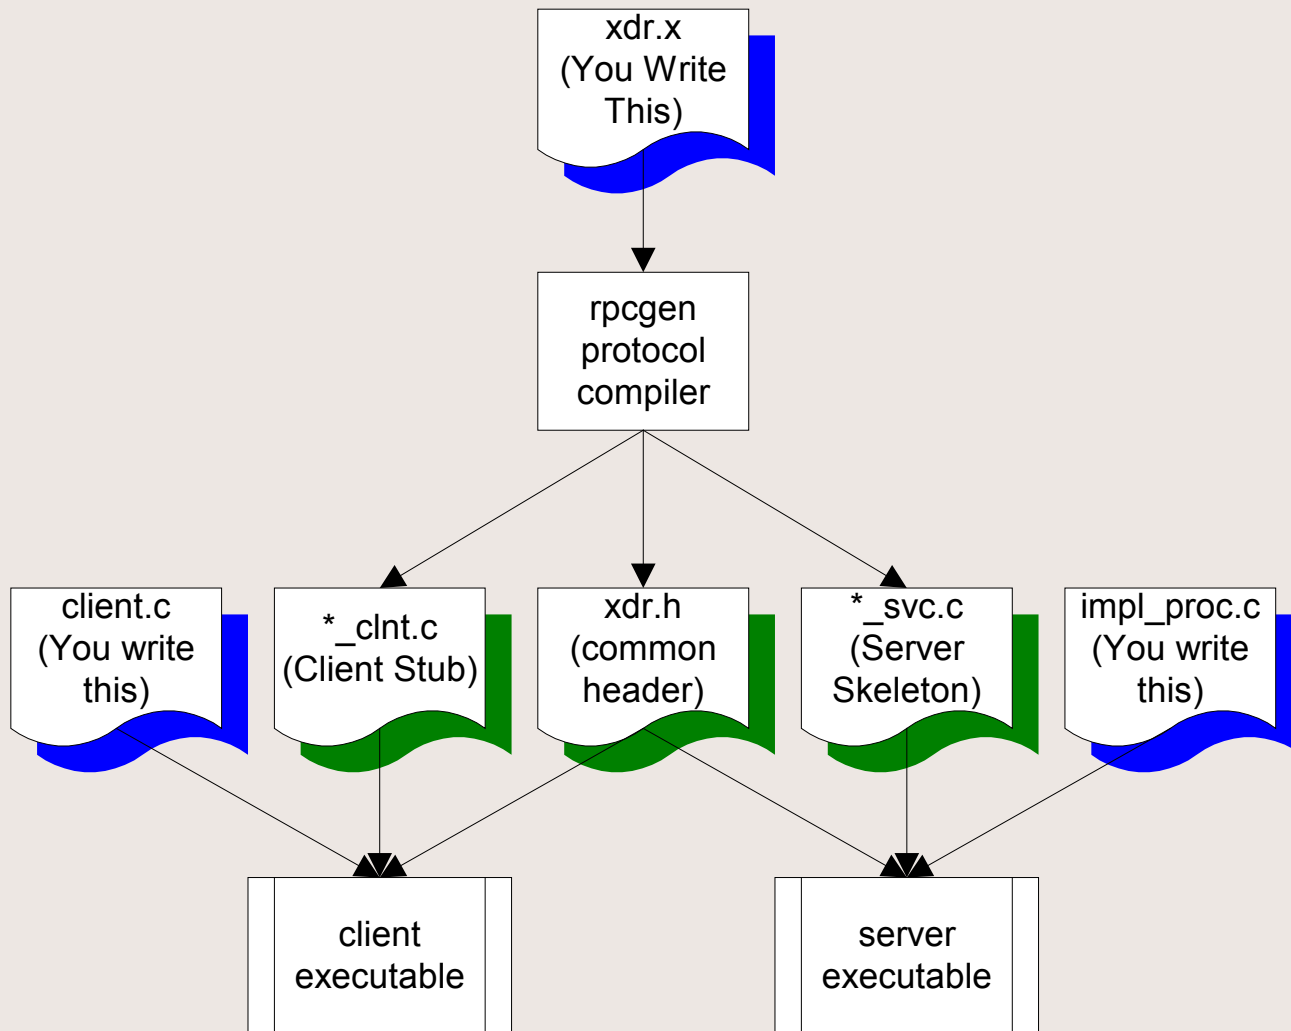 xdr.x
(You Write
This)
rpcgen
protocol
compiler
client.c
(You write
this)
*_clnt.c
(Client Stub)
xdr.h
(common
header)
*_svc.c
(Server
Skeleton)
impl_proc.c
(You write
this)
client
executable
server
executable